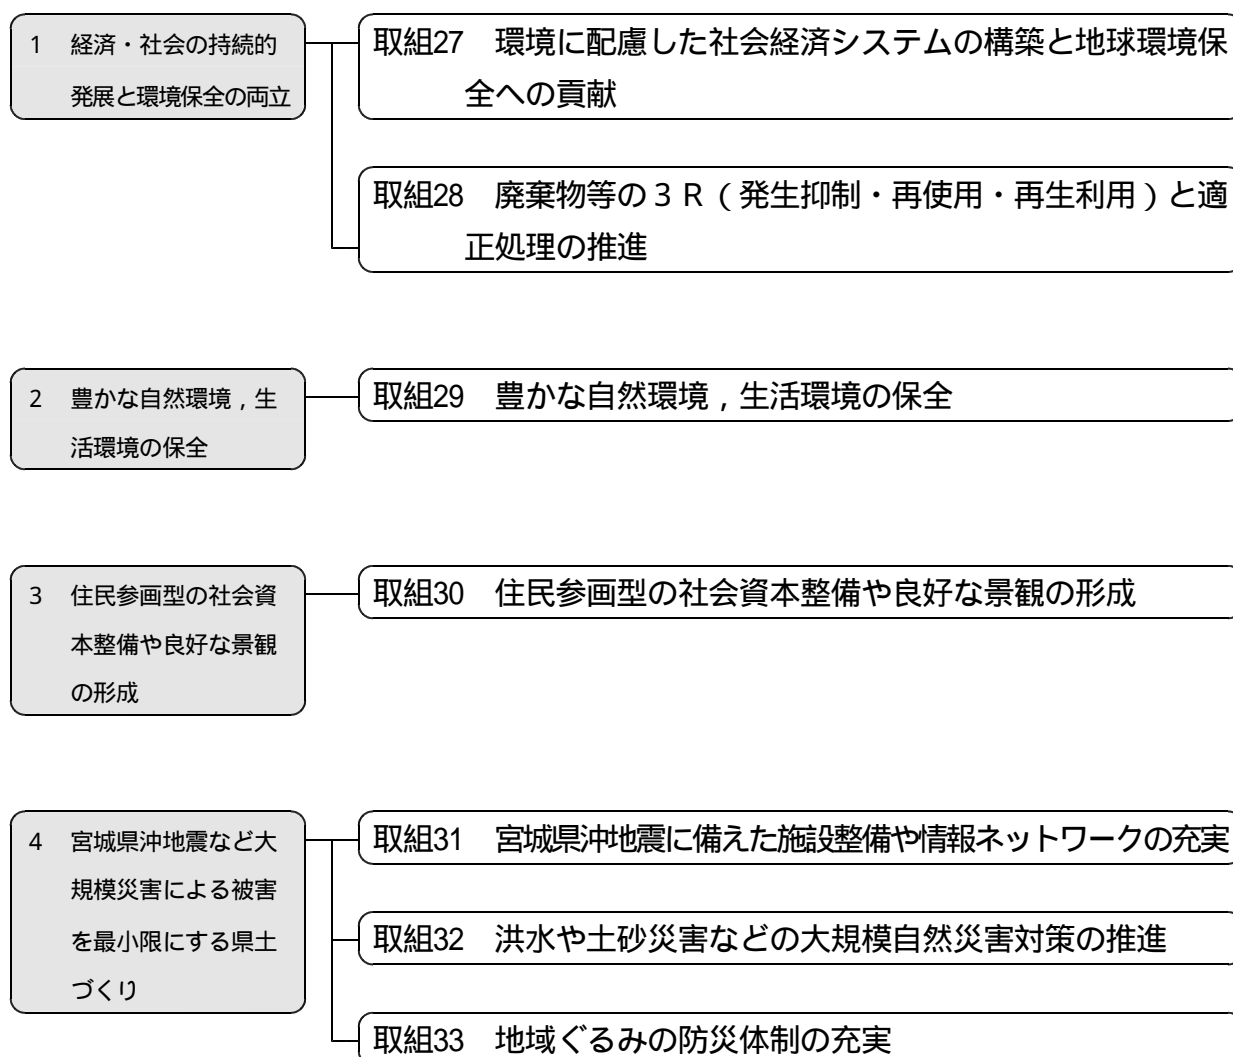 1 経済・社会の持続的
発展と環境保全の両立
取組27 環境に配慮した社会経済システムの構築と地球環境保
全への貢献
取組28 廃棄物等の3R(発生抑制・再使用・再生利用)と適
正処理の推進
2 豊かな自然環境,生
活環境の保全
取組29 豊かな自然環境,生活環境の保全
3 住民参画型の社会資
本整備や良好な景観
の形成
取組30 住民参画型の社会資本整備や良好な景観の形成
4 宮城県沖地震など大
規模災害による被害
を最小限にする県土
づくり
取組31 宮城県沖地震に備えた施設整備や情報ネットワークの充実
取組32 洪水や土砂災害などの大規模自然災害対策の推進
取組33 地域ぐるみの防災体制の充実